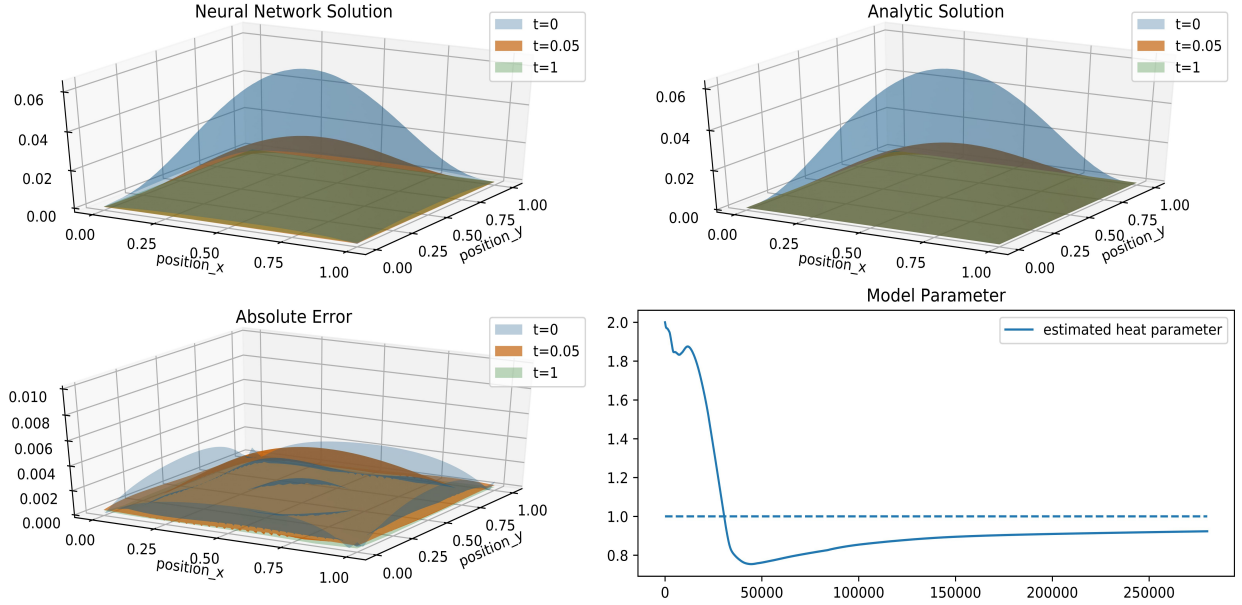 Neural Network Solution
t=0
t=0.05
t=1
0.06
0.04
0.02
0.00
0.00
0.25
0.50
0.75
1.00
position_x
0.00
0.25
0.50
0.75
1.00
position_y
Analytic Solution
t=0
t=0.05
t=1
0.06
0.04
0.02
0.00
0.00
0.25
0.50
0.75
1.00
position_x
0.00
0.25
0.50
0.75
1.00
position_y
Absolute Error
t=0
t=0.05
t=1
0.010
0.008
0.006
0.004
0.002
0.000
0.00
0.25
0.50
0.75
1.00
position_x
0.00
0.25
0.50
0.75
1.00
position_y
Model Parameter
estimated heat parameter
2.0
1.8
1.6
1.4
1.2
1.0
0.8
0
50000
100000
150000
200000
250000